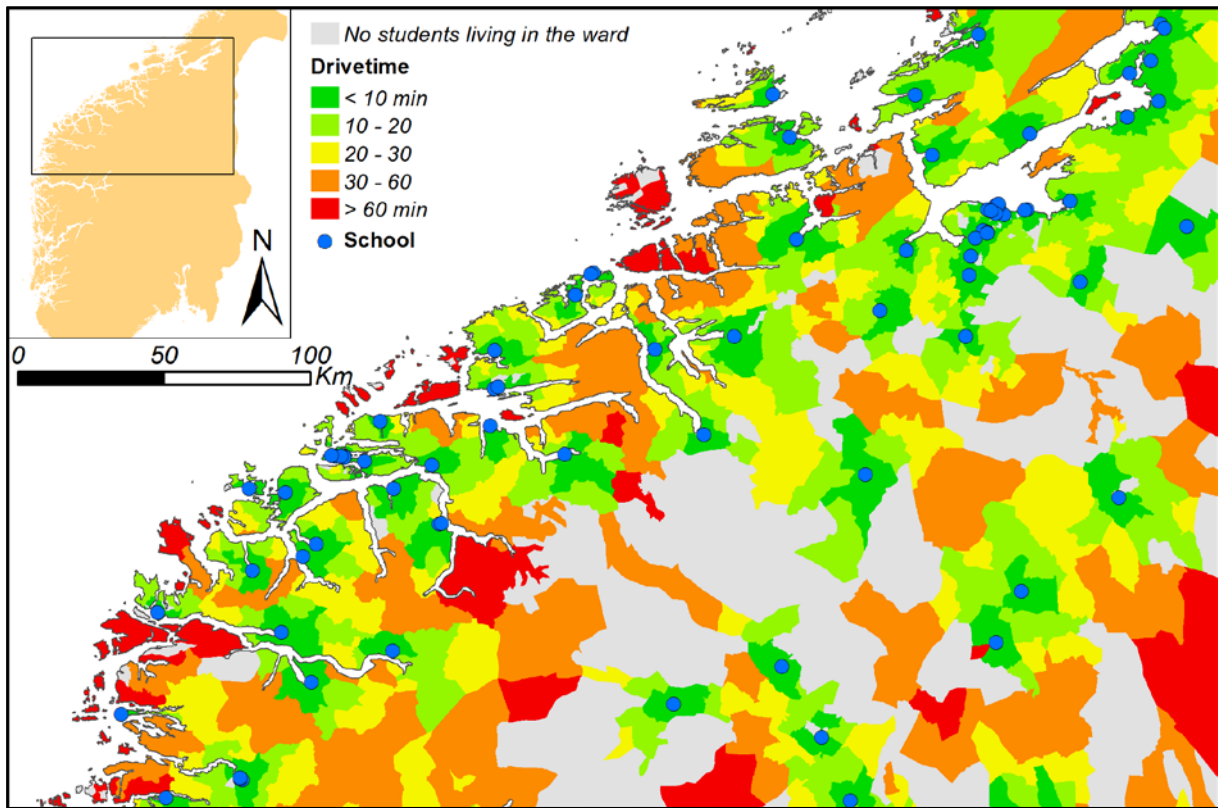 No students living in the ward
Drivetime
< 10 min
10 - 20
20 - 30
30 - 60
> 60 min
School
N
0 50 100
Km